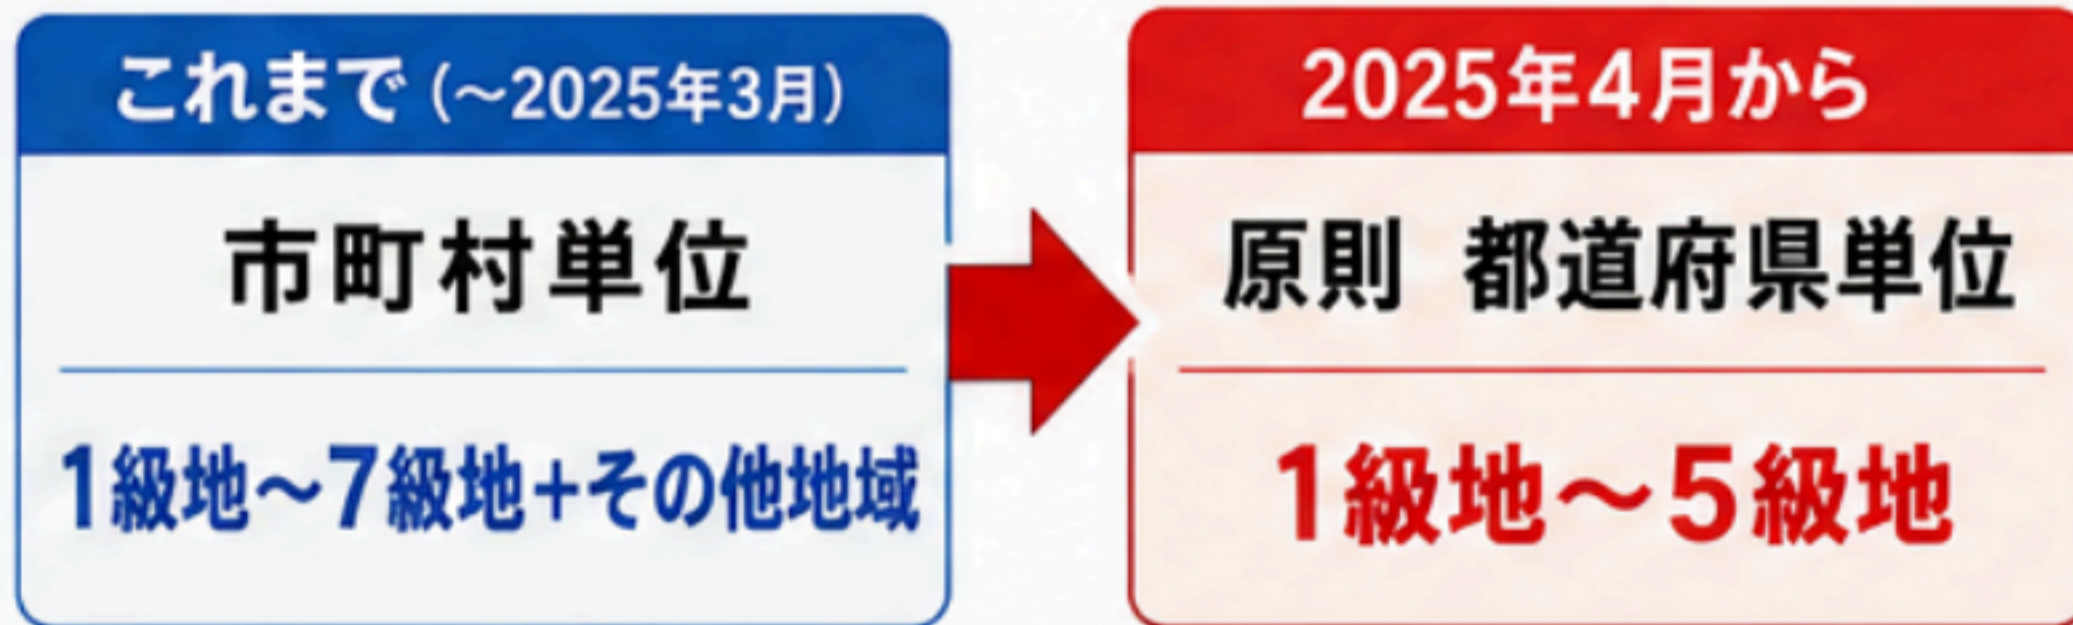 これまで(～2025年3月)
市町村単位
1級地～7級地+その他地域
2025年4月から
原則 都道府県単位
1級地～5級地